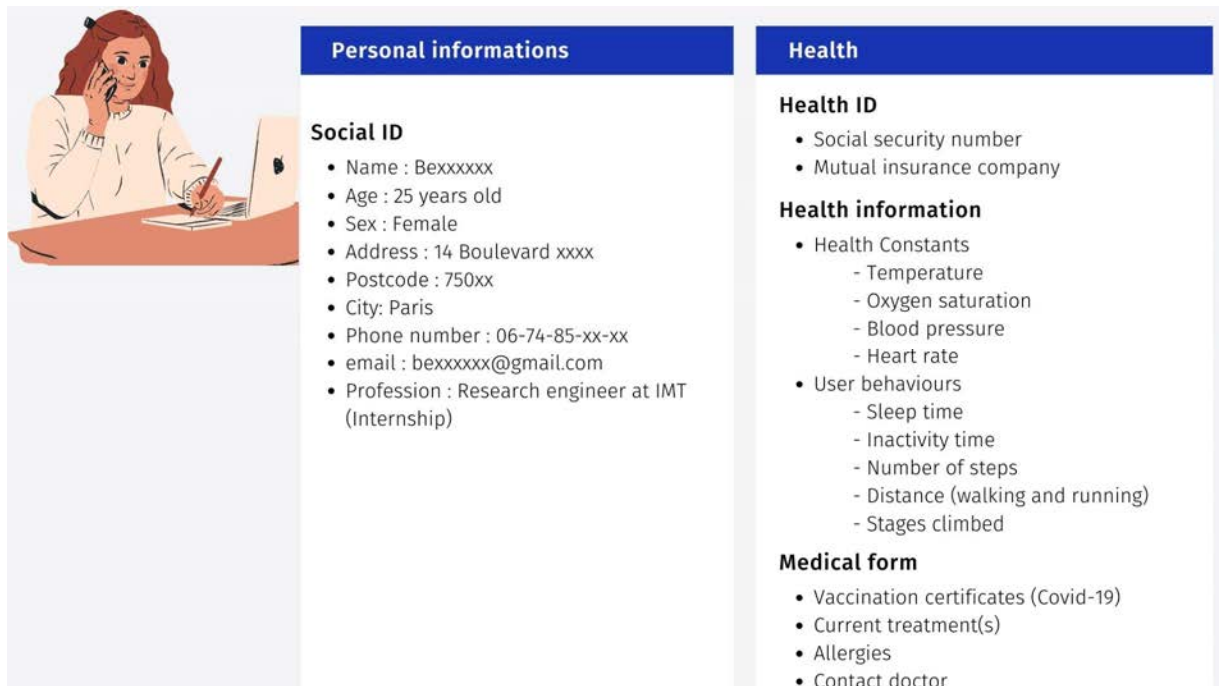 Personal informations
Social ID
• Name : Bexxxxxx
• Age : 25 years old
• Sex : Female
• Address : 14 Boulevard xxxx
• Postcode : 750xx
• City: Paris
• Phone number : 06-74-85-xx-xx
• email : bexxxxxx@gmail.com
• Profession : Research engineer at IMT
(Internship)
Health
Health ID
• Social security number
• Mutual insurance company
Health information
• Health Constants
- Temperature
- Oxygen saturation
- Blood pressure
- Heart rate
• User behaviours
- Sleep time
- Inactivity time
- Number of steps
- Distance (walking and running)
- Stages climbed
Medical form
• Vaccination certificates (Covid-19)
• Current treatment(s)
• Allergies
• Contact doctor